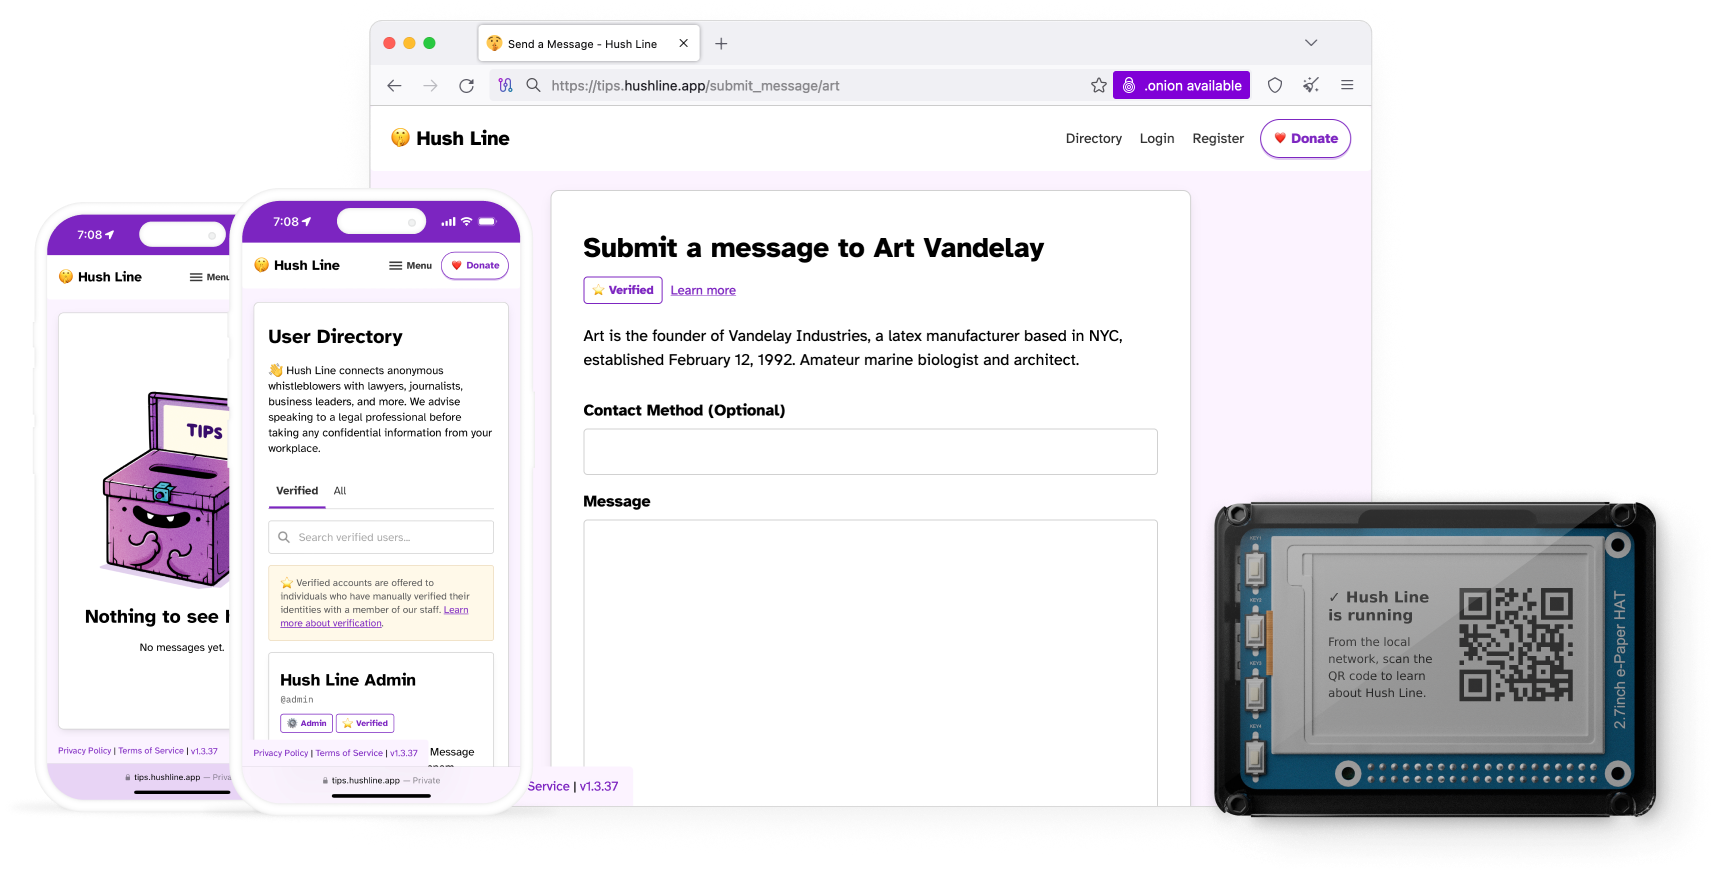 Send a Message - Hush Line
https://tips.hushline.app/submit_message/art
.onion available
Hush Line
Directory
Login
Register
Donate
Submit a message to Art Vandelay
Verified
Learn more
Art is the founder of Vandelay Industries, a latex manufacturer based in NYC,
established February 12, 1992. Amateur marine biologist and architect.
Contact Method (Optional)
Message
Service | v1.3.37
7:08
Hush Line
Menu
TIPS
Nothing to see
No messages yet.
Privacy Policy | Terms of Service | v1.3.37
tips.hushline.app —
7:08
Hush Line
Menu
Donate
User Directory
Hush Line connects anonymous
whistleblowers with lawyers, journalists,
business leaders, and more. We advise
speaking to a legal professional before
taking any confidential information from your
workplace.
Verified
All
Search verified users...
Verified accounts are offered to
individuals who have manually verified their
identities with a member of our staff. Learn
more about verification.
Hush Line Admin
@admin
Admin
Verified
Message
Privacy Policy | Terms of Service | v1.3.37
tips.hushline.app — Private
KEY1
KEY2
KEY3
KEY4
✓ Hush Line
is running
From the local
network, scan the
QR code to learn
about Hush Line.
2.7inch e-Paper HAT